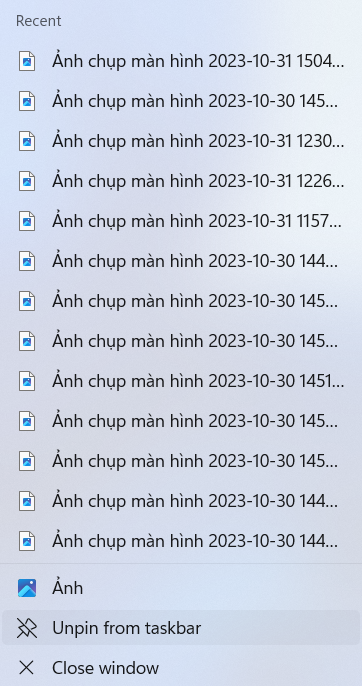 Recent
Ảnh chụp màn hình 2023-10-31 1504...
Ảnh chụp màn hình 2023-10-30 145...
Ảnh chụp màn hình 2023-10-31 1230...
Ảnh chụp màn hình 2023-10-31 1226...
Ảnh chụp màn hình 2023-10-31 1157...
Ảnh chụp màn hình 2023-10-30 144...
Ảnh chụp màn hình 2023-10-30 145...
Ảnh chụp màn hình 2023-10-30 145...
Ảnh chụp màn hình 2023-10-30 1451...
Ảnh chụp màn hình 2023-10-30 145...
Ảnh chụp màn hình 2023-10-30 145...
Ảnh chụp màn hình 2023-10-30 144...
Ảnh chụp màn hình 2023-10-30 144...
Ảnh
Unpin from taskbar
Close window